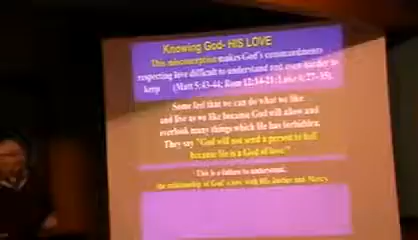 Knowing God- HIS LOVE
This misconception makes God's commandments
respecting love difficult to understand and even harder to
keep (Matt 5:43-44; Rom 12:14-21; Luke 6:27-35).
Some feel that we can do what we like
and live as we like because God will allow and
overlook many things which He has forbidden.
They say "God will not send a person to hell
because He is a God of love."
This is a failure to understand,
the relationship of God's love with His Justice and Mercy